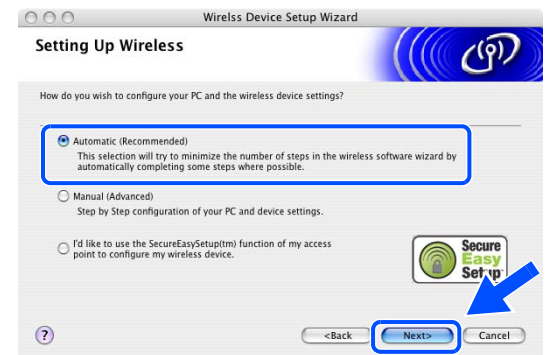 Wirelss Device Setup Wizard
Setting Up Wireless
How do you wish to configure your PC and the wireless device settings?
Automatic (Recommended)
This selection will try to minimize the number of steps in the wireless software wizard by
automatically completing some steps where possible.
Manual (Advanced)
Step by Step configuration of your PC and device settings.
I'd like to use the SecureEasySetup(tm) function of my access
point to configure my wireless device.
Secure
Easy
Setup
?
<Back
Next>
Cancel